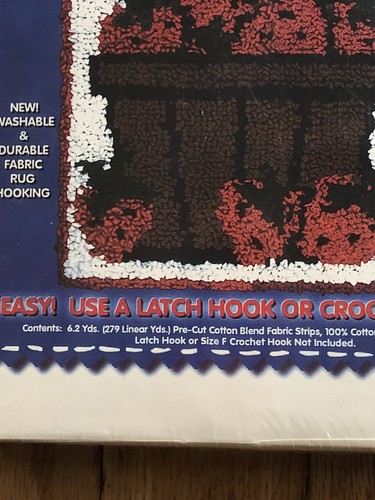 NEW!
WASHABLE
&
DURABLE
FABRIC
RUG
HOOKING
EASY! USE A LATCH HOOK OR CROC
Contents: 6.2 Yds. (279 Linear Yds.) Pre-Cut Cotton Blend Fabric Strips, 100% Cotton
Latch Hook or Size F Crochet Hook Not Included.